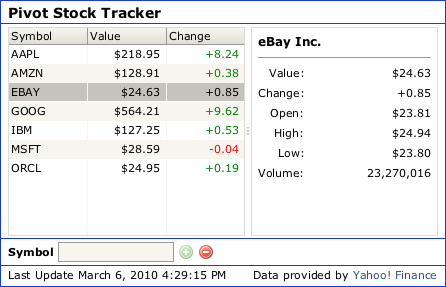 Pivot Stock Tracker
Symbol Value Change
AAPL $218.95 +8.24
AMZN $128.91 +0.38
EBAY $24.63 +0.85
GOOG $564.21 +9.62
IBM $127.25 +0.53
MSFT $28.59 -0.04
ORCL $24.95 +0.19
eBay Inc.
Value: $24.63
Change: +0.85
Open: $23.81
High: $24.94
Low: $23.80
Volume: 23,270,016
Symbol
Last Update March 6, 2010 4:29:15 PM Data provided by Yahoo! Finance